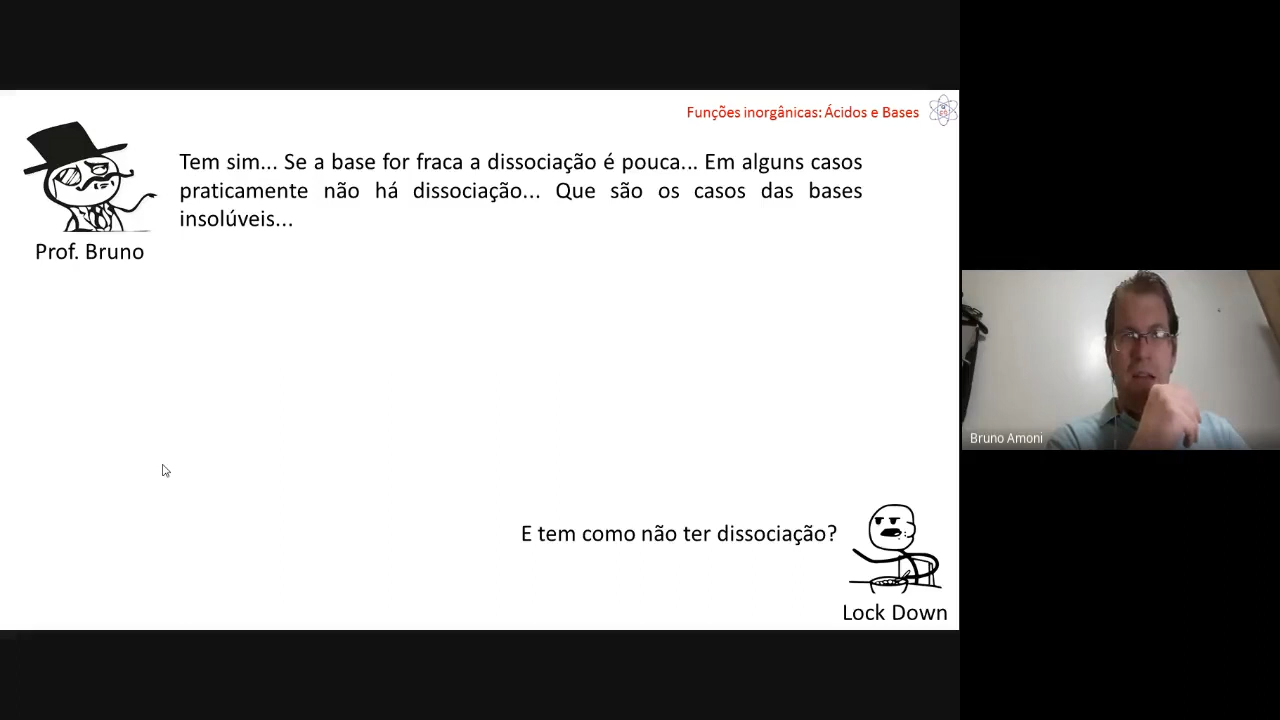 Funções inorgânicas: Ácidos e Bases
Tem sim... Se a base for fraca a dissociação é pouca... Em alguns casos
praticamente não há dissociação... Que são os casos das bases
insolúveis...
Prof. Bruno
Bruno Amoni
E tem como não ter dissociação?
Lock Down